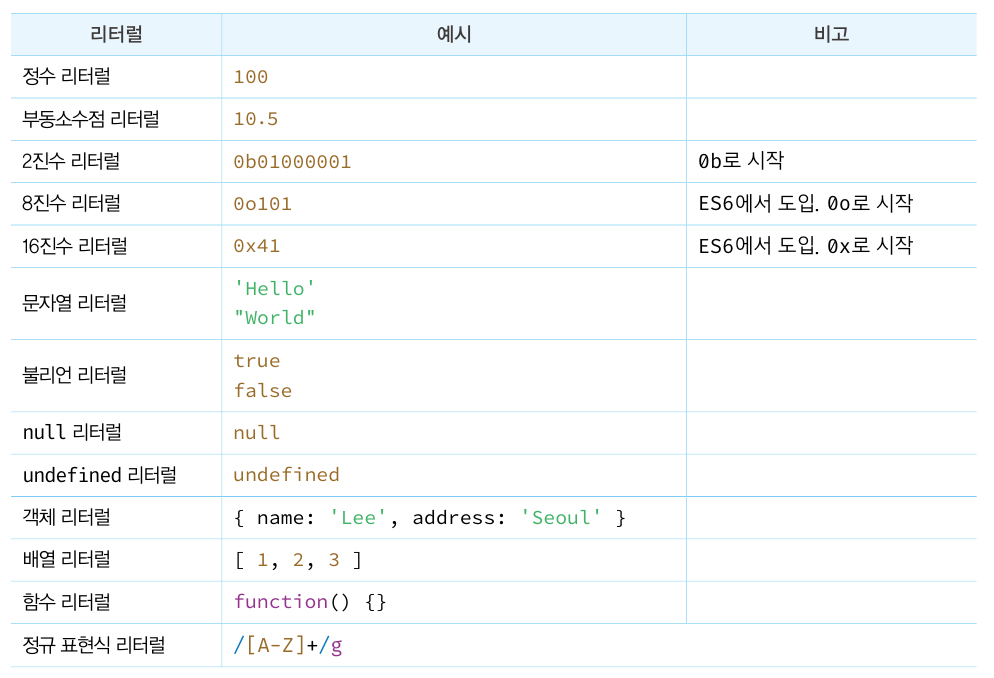 리터럴 예시 비고
정수 리터럴 100
부동소수점 리터럴 10.5
2진수 리터럴 0b01000001 0b로 시작
8진수 리터럴 0o101 ES6에서 도입. 0o로 시작
16진수 리터럴 0x41 ES6에서 도입. 0x로 시작
문자열 리터럴 'Hello'
"World"
불리언 리터럴 true
false
null 리터럴 null
undefined 리터럴 undefined
객체 리터럴 { name: 'Lee', address: 'Seoul' }
배열 리터럴 [ 1, 2, 3 ]
함수 리터럴 function() {}
정규 표현식 리터럴 /[A-Z]+/g